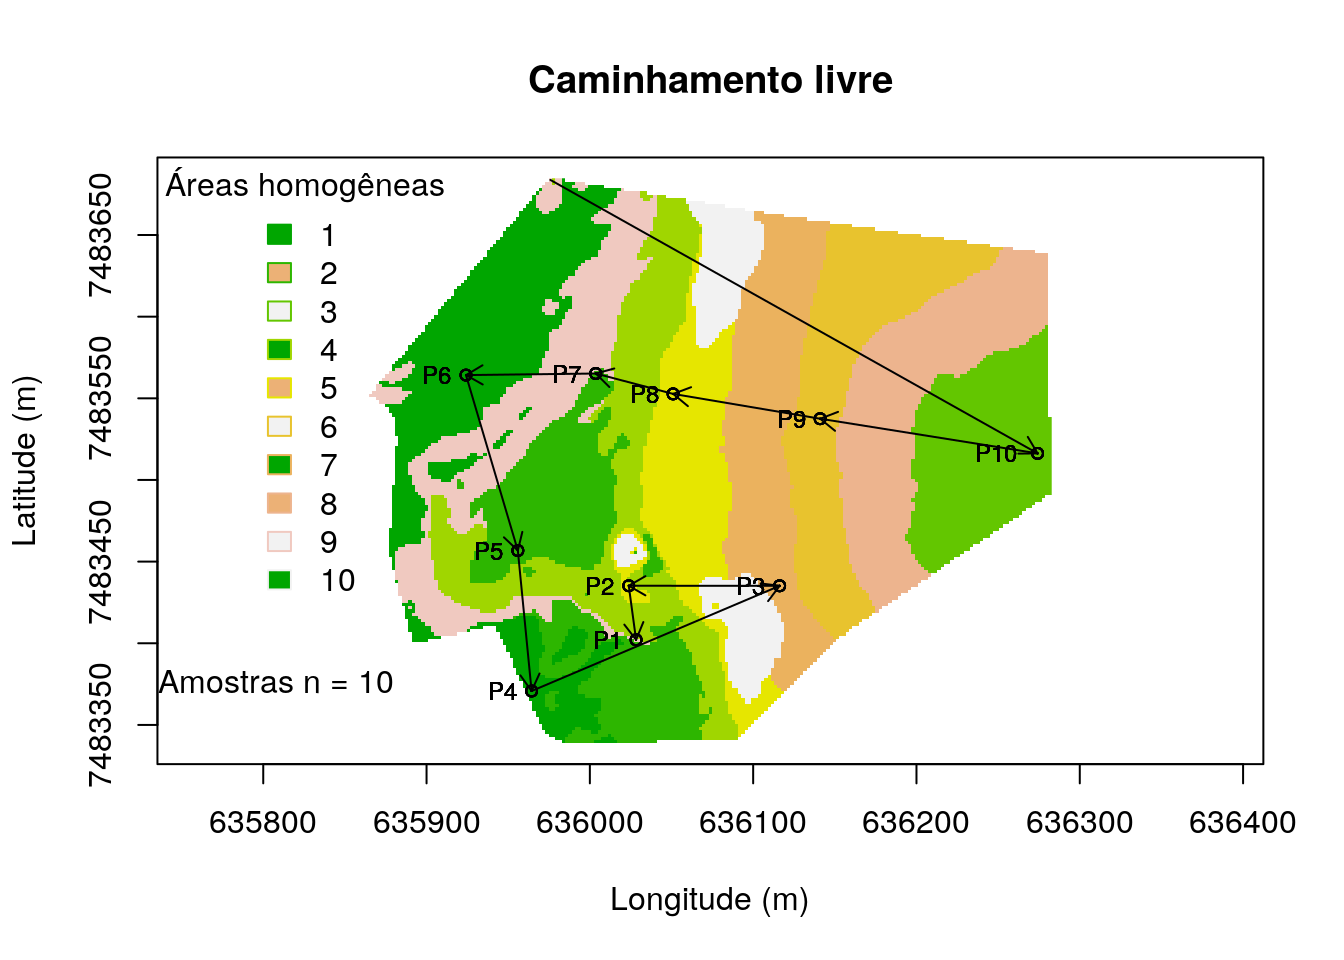 Caminhamento livre
Áreas homogêneas
1
2
3
4
5
6
7
8
9
10
Amostras n = 10
P6
P7
P8
P9
P10
P5
P2
P3
P1
P4
Latitude (m)
7483650
7483550
7483450
7483350
635800 635900 636000 636100 636200 636300 636400
Longitude (m)